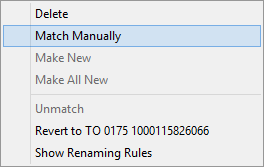 Delete
Match Manually
Make New
Make All New
Unmatch
Revert to TO 0175 1000115826066
Show Renaming Rules